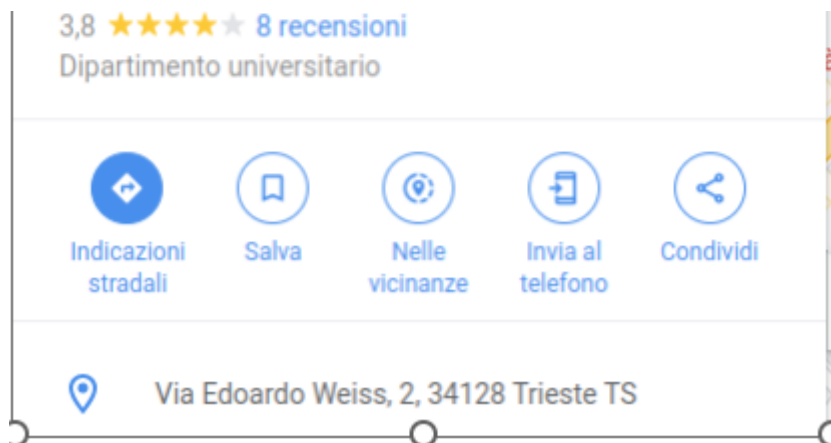 3,8 ★★★★★ 8 recensioni
Dipartimento universitario
Indicazioni stradali
Salva
Nelle vicinanze
Invia al telefono
Condividi
Via Edoardo Weiss, 2, 34128 Trieste TS